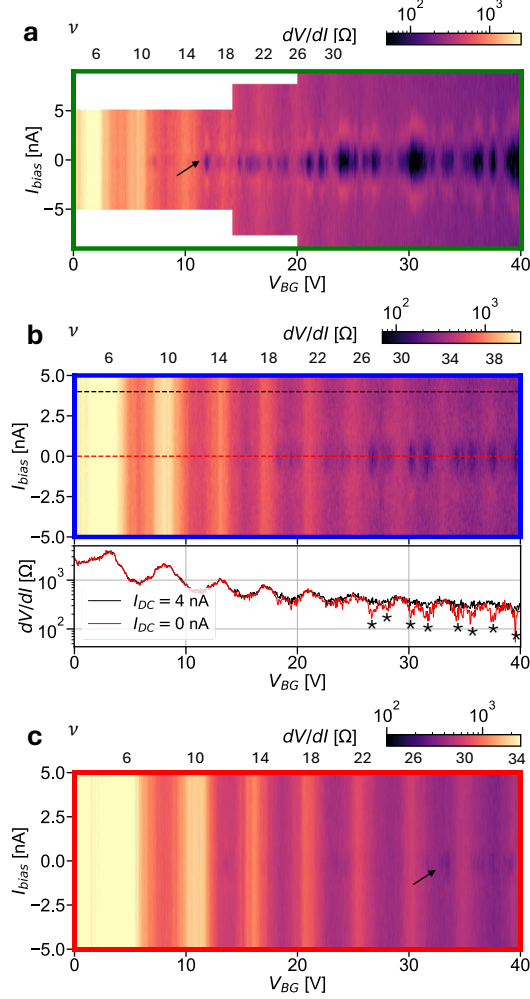 a ν dV/dI [Ω] 10² 10³
6 10 14 18 22 26 30
I_bias [nA]
5
0
−5
0 10 20 30 40
V_BG [V]
b ν dV/dI [Ω] 10² 10³
6 10 14 18 22 26 30 34 38
I_bias [nA]
5.0
2.5
0.0
−2.5
−5.0
dV/dI [Ω]
10³
10²
I_DC = 4 nA
I_DC = 0 nA
* * * * * * * *
0 10 20 30 40
V_BG [V]
c ν dV/dI [Ω] 10² 10³
6 10 14 18 22 26 28 30 34
I_bias [nA]
5.0
2.5
0.0
−2.5
−5.0
0 10 20 30 40
V_BG [V]